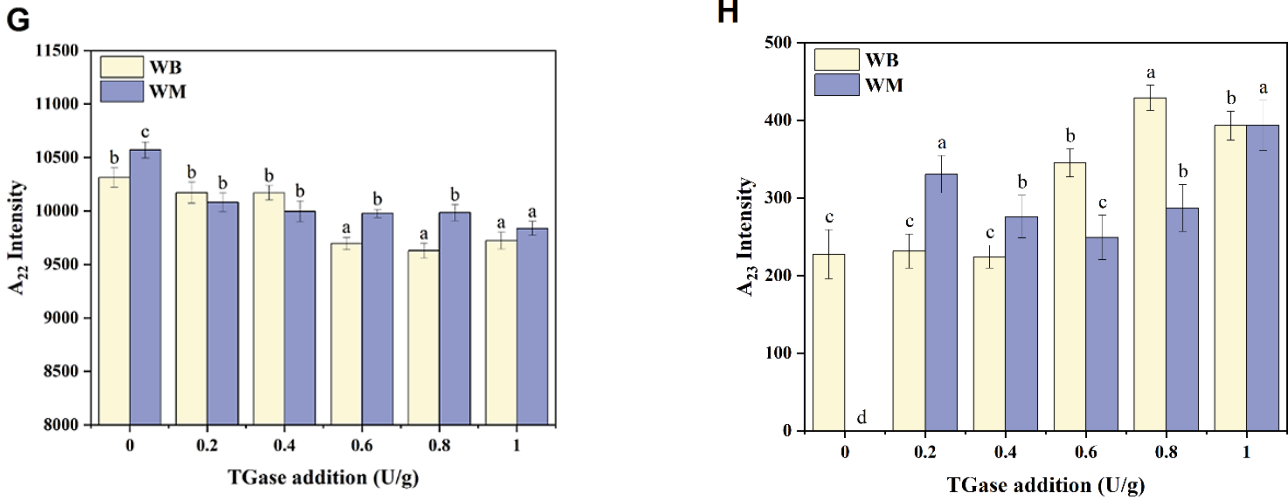 G
11500
11000
10500
10000
9500
9000
8500
8000
A22 Intensity
WB
WM
b c b b b b a b a b a a
0 0.2 0.4 0.6 0.8 1
TGase addition (U/g)
H
500
400
300
200
100
0
A23 Intensity
WB
WM
c d c a c b b c a b b a
0 0.2 0.4 0.6 0.8 1
TGase addition (U/g)